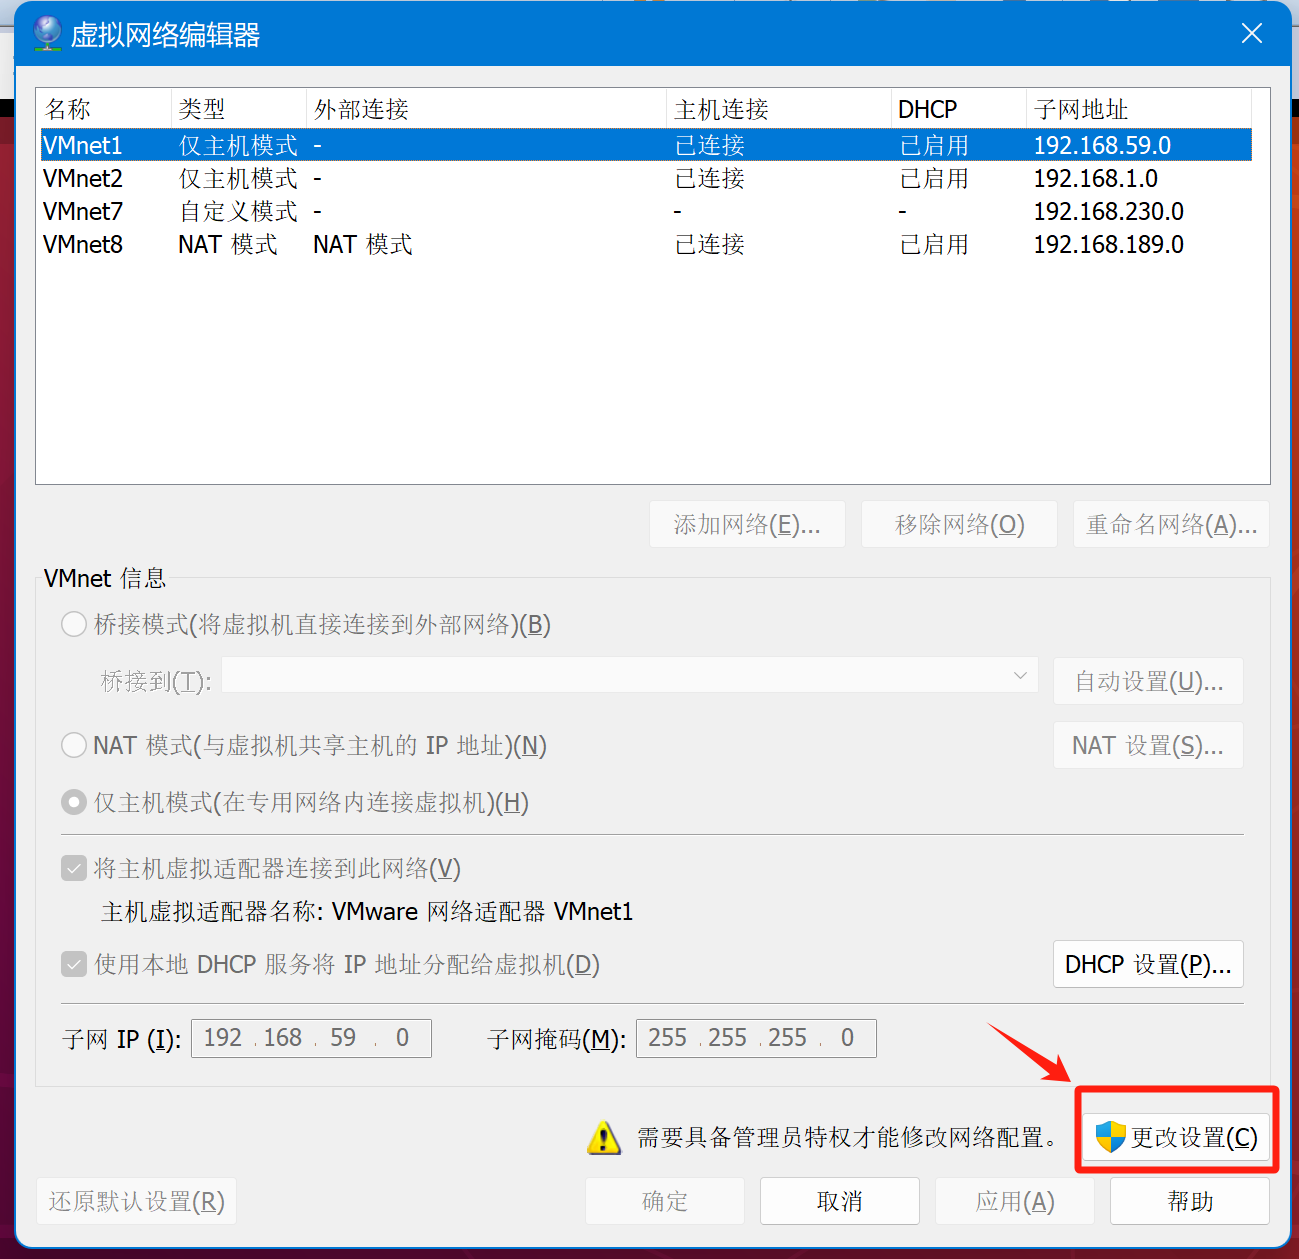 虚拟网络编辑器
名称 类型 外部连接 主机连接 DHCP 子网地址
VMnet1 仅主机模式 - 已连接 已启用 192.168.59.0
VMnet2 仅主机模式 - 已连接 已启用 192.168.1.0
VMnet7 自定义模式 - - - 192.168.230.0
VMnet8 NAT 模式 NAT 模式 已连接 已启用 192.168.189.0
添加网络(E)... 移除网络(O) 重命名网络(A)...
VMnet 信息
桥接模式(将虚拟机直接连接到外部网络)(B)
桥接到(T): 自动设置(U)...
NAT 模式(与虚拟机共享主机的 IP 地址)(N) NAT 设置(S)...
仅主机模式(在专用网络内连接虚拟机)(H)
将主机虚拟适配器连接到此网络(V)
主机虚拟适配器名称: VMware 网络适配器 VMnet1
使用本地 DHCP 服务将 IP 地址分配给虚拟机(D) DHCP 设置(P)...
子网 IP (I): 192 . 168 . 59 . 0 子网掩码(M): 255 . 255 . 255 . 0
需要具备管理员特权才能修改网络配置。 更改设置(C)
还原默认设置(R) 确定 取消 应用(A) 帮助